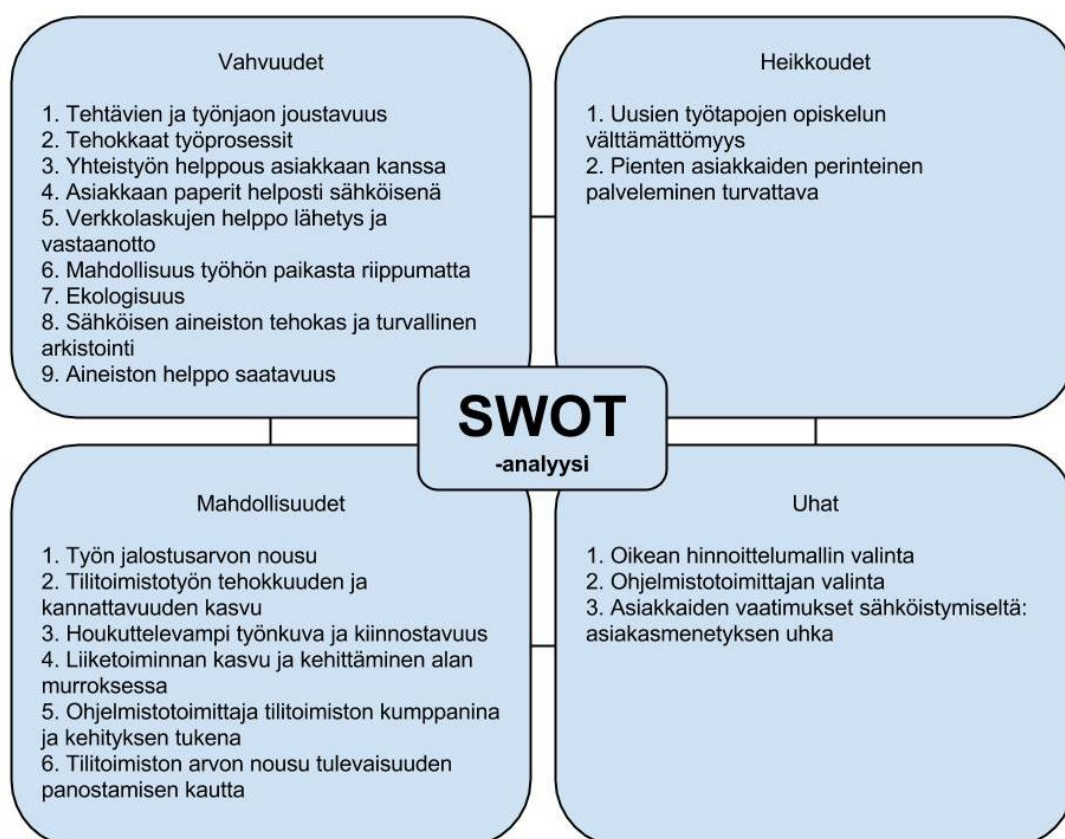 Vahvuudet
1. Tehtävien ja työnjaon joustavuus
2. Tehokkaat työprosessit
3. Yhteistyön helppous asiakkaan kanssa
4. Asiakkaan paperit helposti sähköisenä
5. Verkkolaskujen helppo lähetys ja
vastaanotto
6. Mahdollisuus työhön paikasta riippumatta
7. Ekologisuus
8. Sähköisen aineiston tehokas ja turvallinen
arkistointi
9. Aineiston helppo saatavuus
Heikkoudet
1. Uusien työtapojen opiskelun
välttämättömyys
2. Pienten asiakkaiden perinteinen
palveleminen turvattava
SWOT
-analyysi
Mahdollisuudet
1. Työn jalostusarvon nousu
2. Tilitoimistotyön tehokkuuden ja
kannattavuuden kasvu
3. Houkuttelevampi työnkuva ja kiinnostavuus
4. Liiketoiminnan kasvu ja kehittäminen alan
murroksessa
5. Ohjelmistotoimittaja tilitoimiston kumppanina
ja kehityksen tukena
6. Tilitoimiston arvon nousu tulevaisuuden
panostamisen kautta
Uhat
1. Oikean hinnoittelumallin valinta
2. Ohjelmistotoimittajan valinta
3. Asiakkaiden vaatimukset sähköistymiseltä:
asiakasmenetyksen uhka